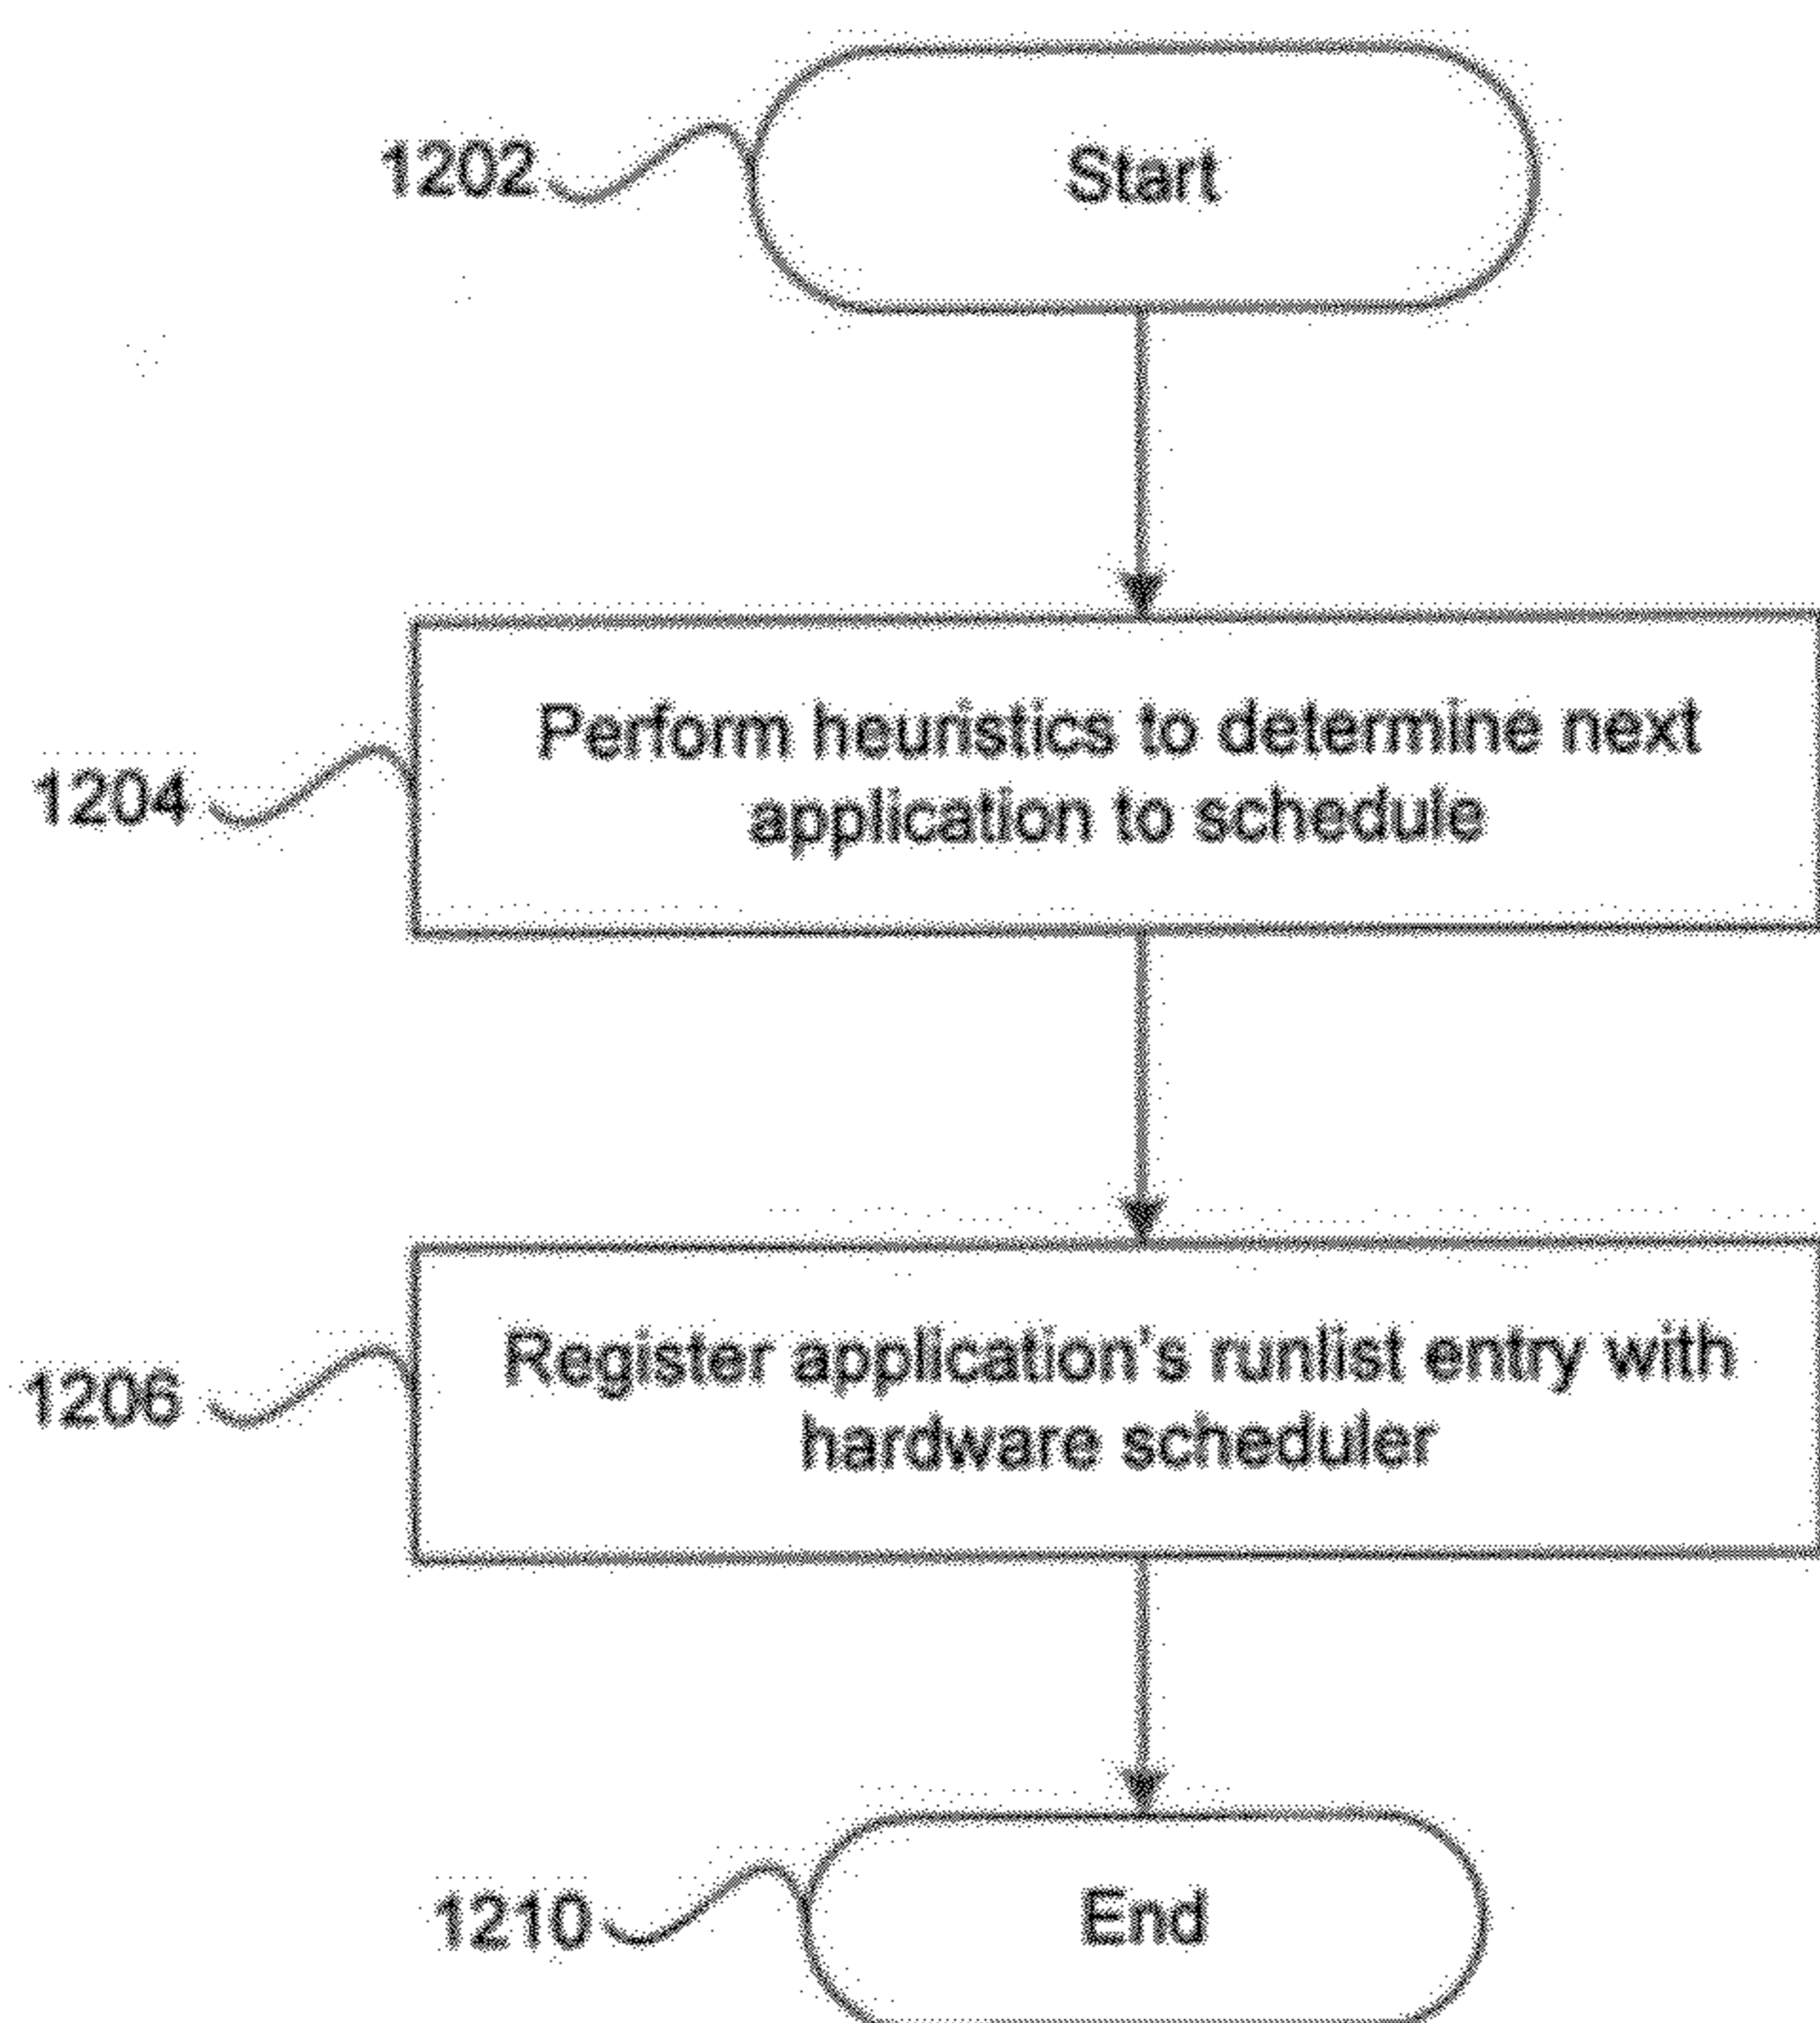 1202
Start
Perform heuristics to determine next
application to schedule
1204
Register application's runlist entry with
hardware scheduler
1206
End
1210